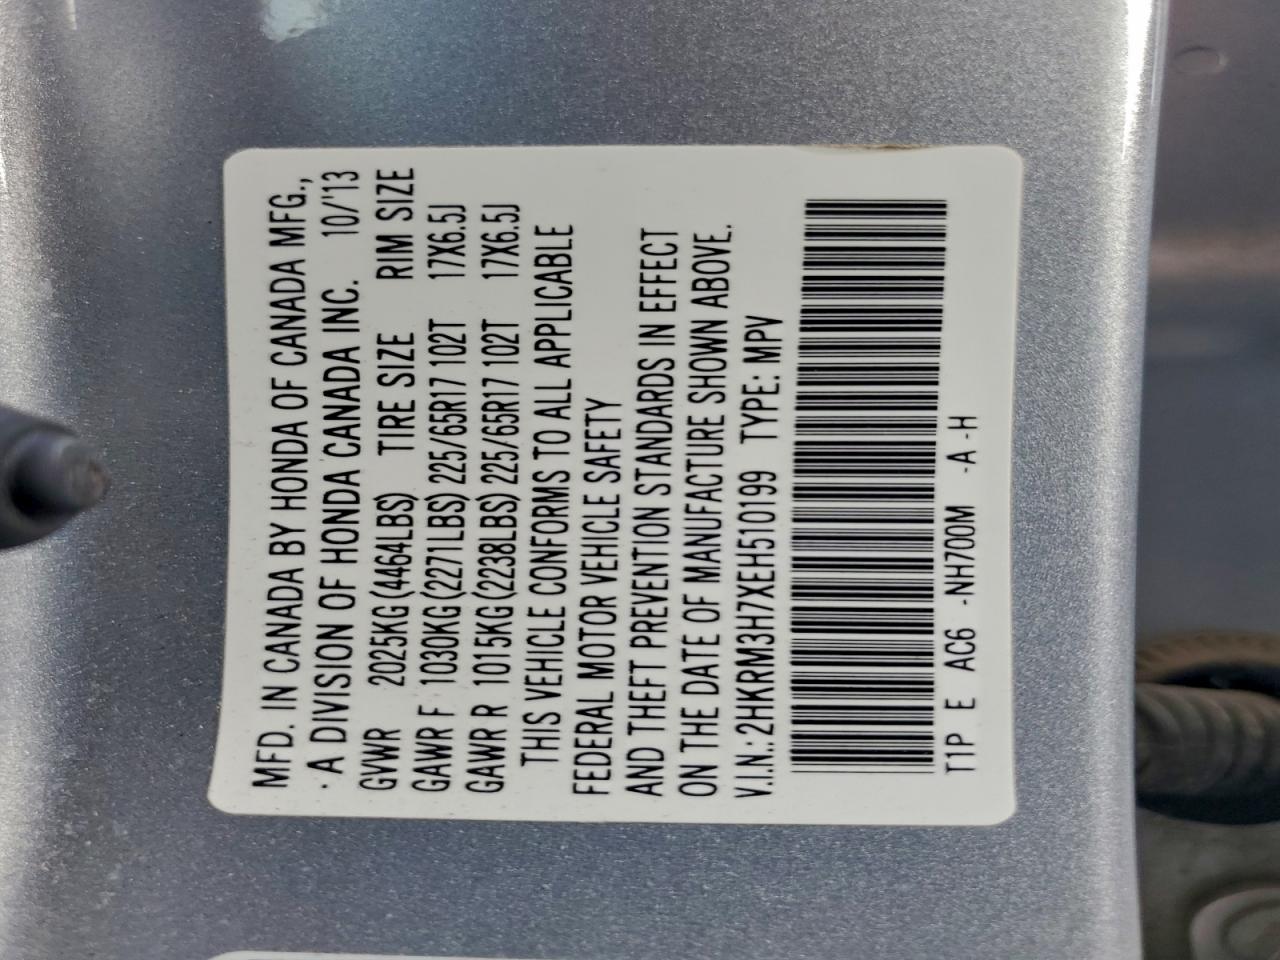 MFD. IN CANADA BY HONDA OF CANADA MFG.,
A DIVISION OF HONDA CANADA INC. 10/'13
GVWR 2025KG(4464LBS) TIRE SIZE RIM SIZE
GAWR F 1030KG(2271LBS) 225/65R17 102T 17X6.5J
GAWR R 1015KG(2238LBS) 225/65R17 102T 17X6.5J
THIS VEHICLE CONFORMS TO ALL APPLICABLE
FEDERAL MOTOR VEHICLE SAFETY
AND THEFT PREVENTION STANDARDS IN EFFECT
ON THE DATE OF MANUFACTURE SHOWN ABOVE.
V.I.N.: 2HKRM3H7XEH510199 TYPE: MPV
T1P E AC6 -NH700M -A -H